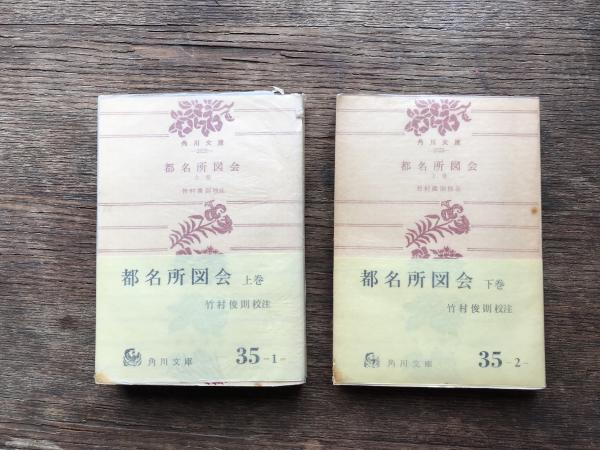 角川文庫
都名所図会
上巻
竹村俊則校注
都名所図会 上巻
竹村俊則校注
角川文庫
35-1-
角川文庫
都名所図会
下巻
竹村俊則校注
都名所図会 下巻
竹村俊則校注
角川文庫
35-2-